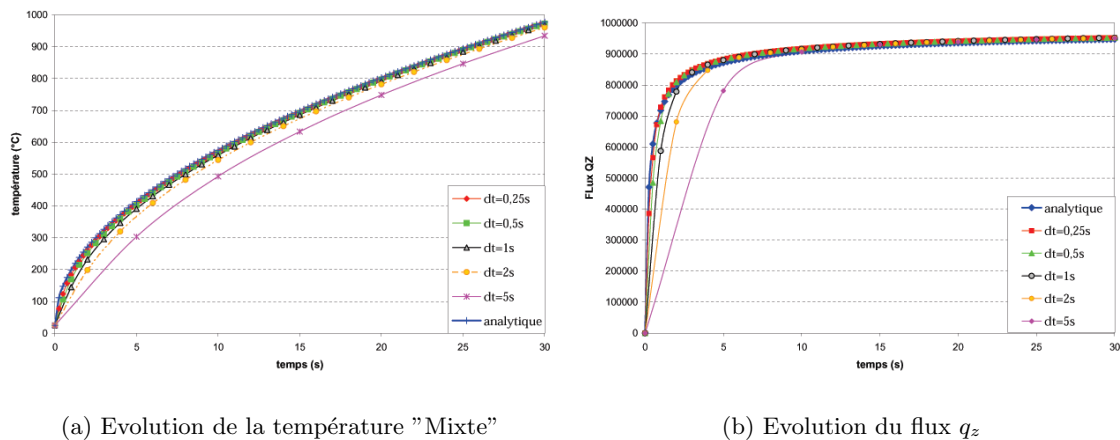 1000
900
800
700
600
500
400
300
200
100
0
température (°C)
0 5 10 15 20 25 30
temps (s)
dt=0,25s
dt=0,5s
dt=1s
dt=2s
dt=5s
analytique
1000000
900000
800000
700000
600000
500000
400000
300000
200000
100000
0
FLux QZ
0 5 10 15 20 25 30
temps (s)
analytique
dt=0,25s
dt=0,5s
dt=1s
dt=2s
dt=5s
(a) Evolution de la température ”Mixte”
(b) Evolution du flux qz